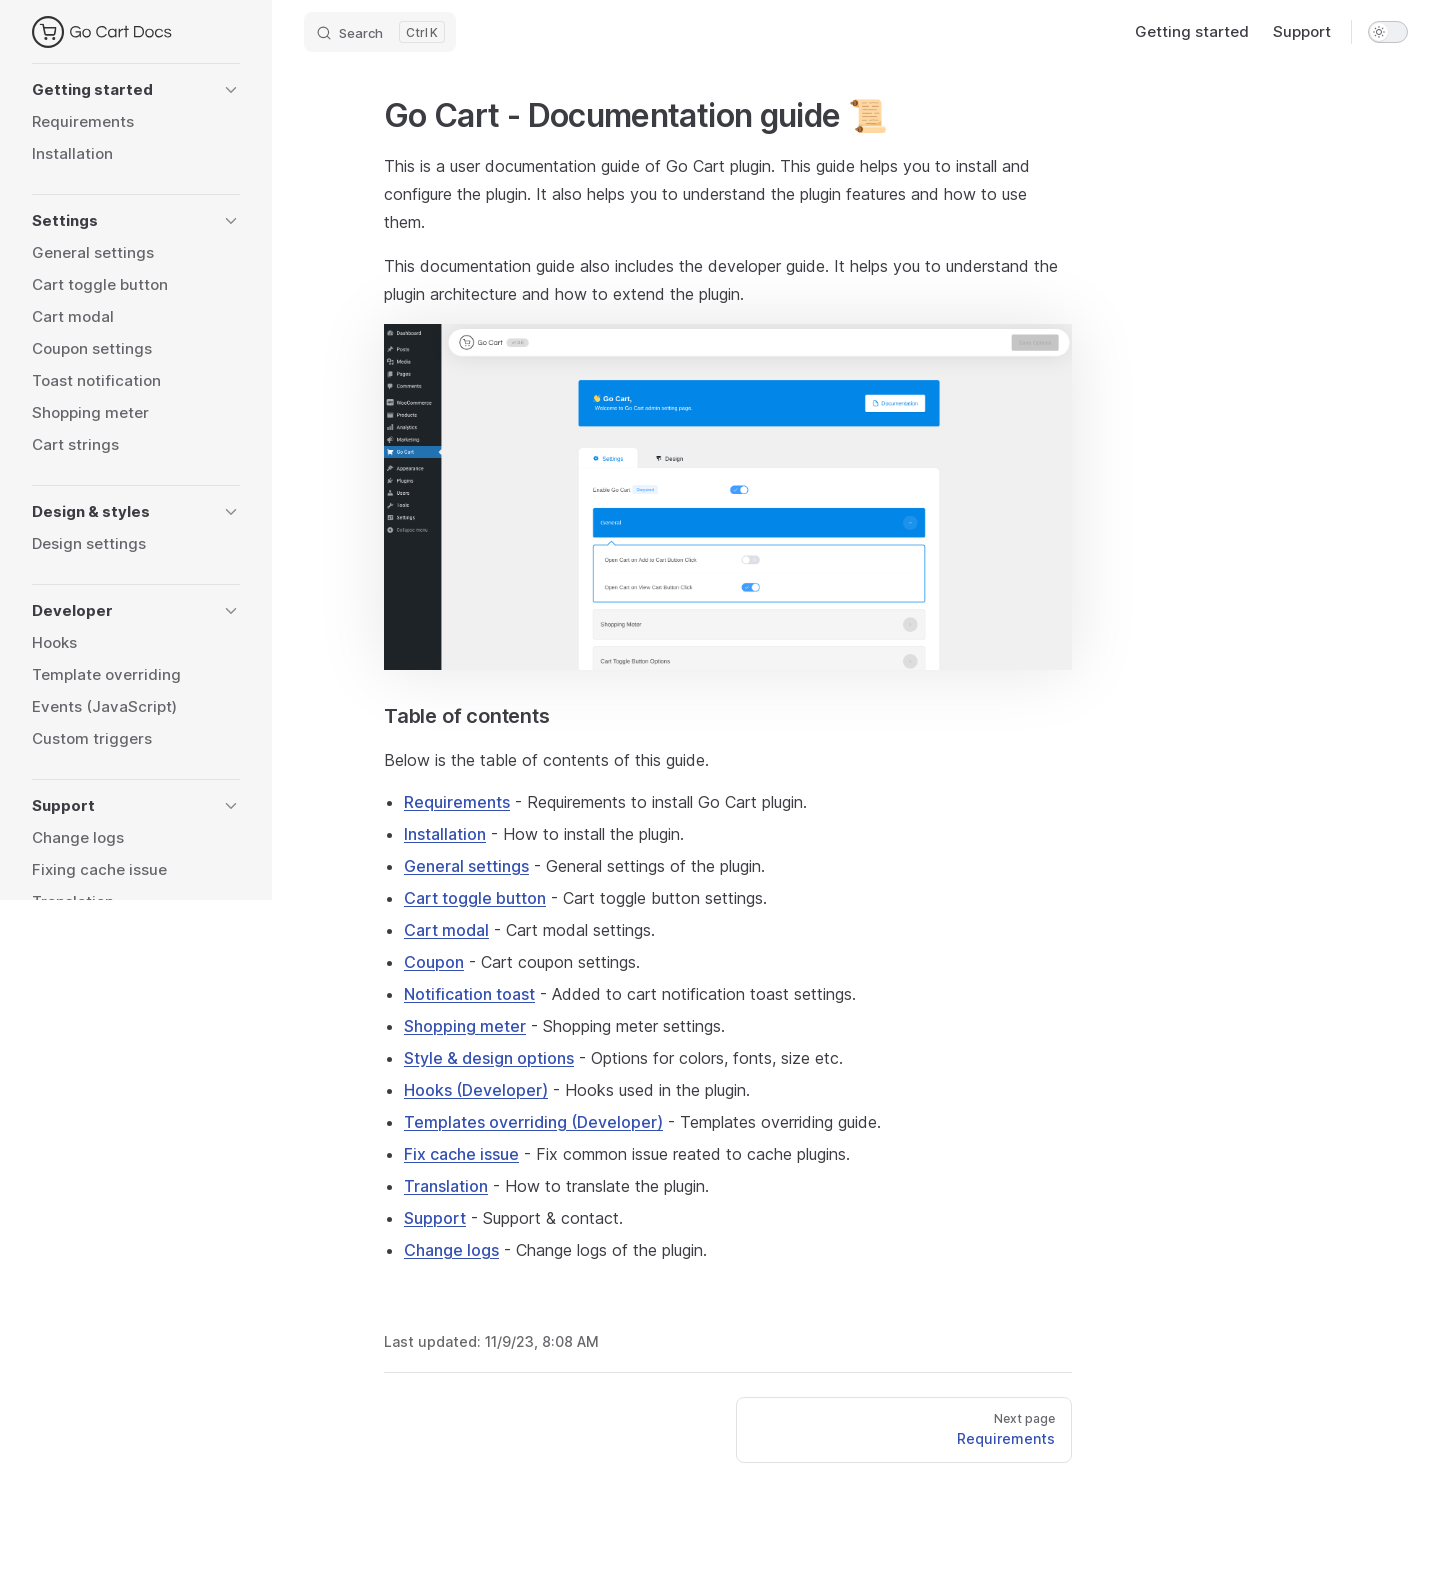 Go Cart Docs
Search
Ctrl K
Getting started
Support
Getting started
Requirements
Installation
Settings
General settings
Cart toggle button
Cart modal
Coupon settings
Toast notification
Shopping meter
Cart strings
Design & styles
Design settings
Developer
Hooks
Template overriding
Events (JavaScript)
Custom triggers
Support
Change logs
Fixing cache issue
Translation
Go Cart - Documentation guide 📜
This is a user documentation guide of Go Cart plugin. This guide helps you to install and
configure the plugin. It also helps you to understand the plugin features and how to use
them.
This documentation guide also includes the developer guide. It helps you to understand the
plugin architecture and how to extend the plugin.
Dashboard
Posts
Media
Pages
Comments
WooCommerce
Products
Analytics
Marketing
Go Cart
Appearance
Plugins
Users
Tools
Settings
Collapse menu
Go Cart
👋 Go Cart,
Welcome to Go Cart admin setting page.
Documentation
Settings
Design
Enable Go Cart
Required
General
Open Cart on Add to Cart Button Click
Open Cart on View Cart Button Click
Shopping Meter
Cart Toggle Button Options
Table of contents
Below is the table of contents of this guide.
Requirements - Requirements to install Go Cart plugin.
Installation - How to install the plugin.
General settings - General settings of the plugin.
Cart toggle button - Cart toggle button settings.
Cart modal - Cart modal settings.
Coupon - Cart coupon settings.
Notification toast - Added to cart notification toast settings.
Shopping meter - Shopping meter settings.
Style & design options - Options for colors, fonts, size etc.
Hooks (Developer) - Hooks used in the plugin.
Templates overriding (Developer) - Templates overriding guide.
Fix cache issue - Fix common issue reated to cache plugins.
Translation - How to translate the plugin.
Support - Support & contact.
Change logs - Change logs of the plugin.
Last updated: 11/9/23, 8:08 AM
Next page
Requirements